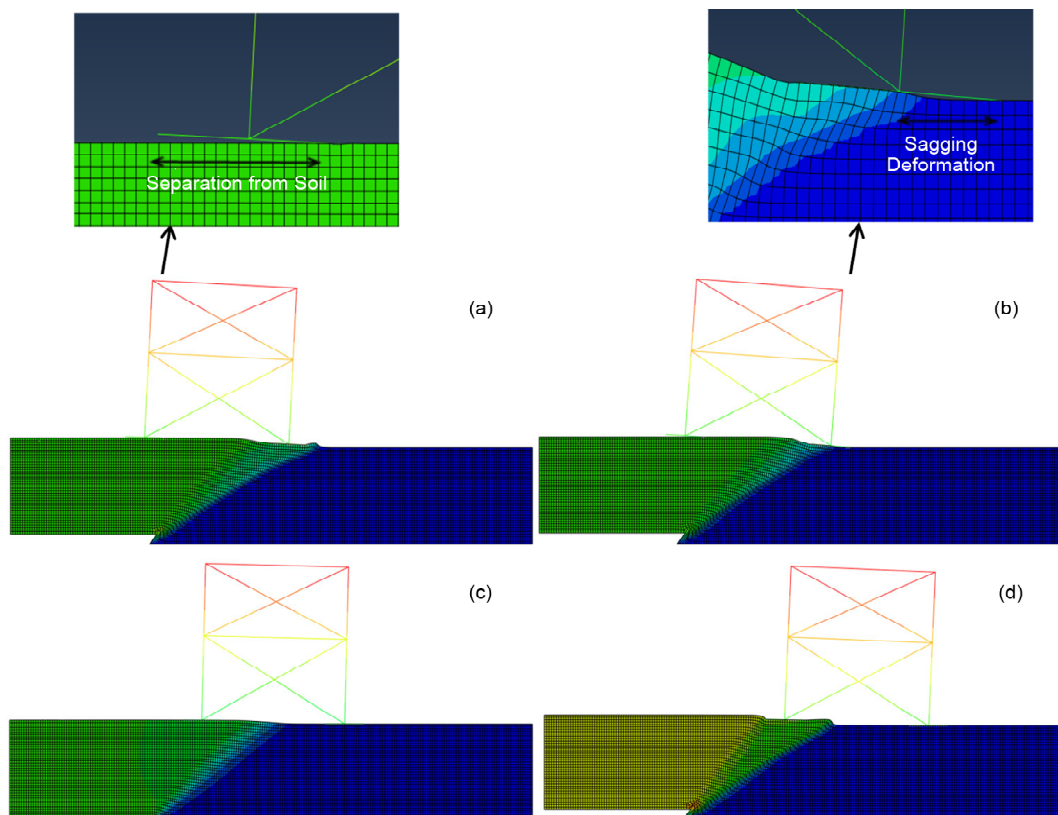 Separation from Soil
Sagging
Deformation
(a)
(b)
(c)
(d)